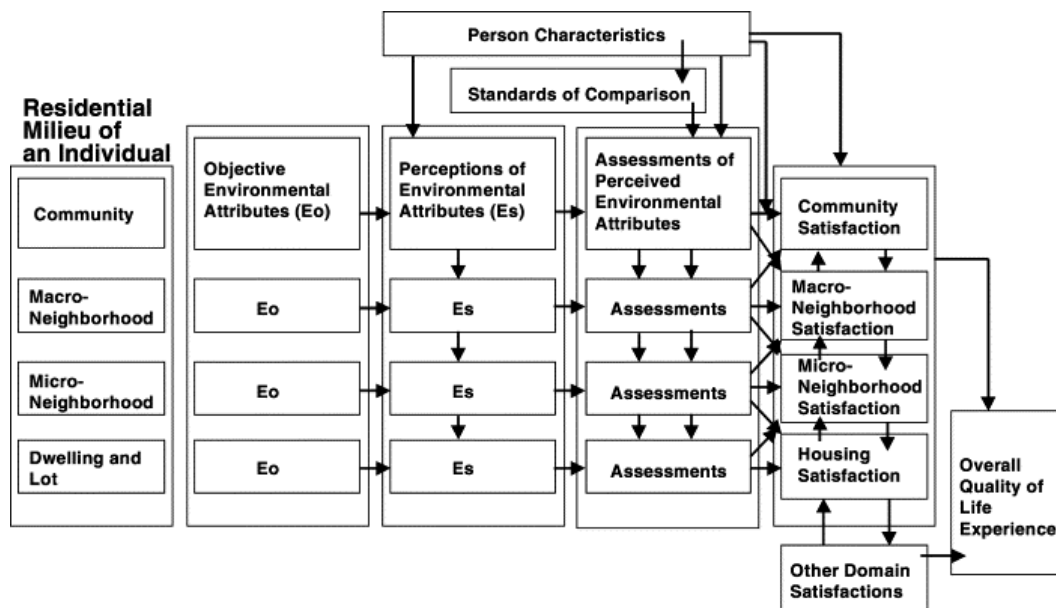 Person Characteristics
Standards of Comparison
Residential
Milieu of
an Individual
Objective
Environmental
Attributes (Eo)
Perceptions of
Environmental
Attributes (Es)
Assessments of
Perceived
Environmental
Attributes
Community
Community
Satisfaction
Macro-
Neighborhood
Eo
Es
Assessments
Macro-
Neighborhood
Satisfaction
Micro-
Neighborhood
Eo
Es
Assessments
Micro-
Neighborhood
Satisfaction
Dwelling and
Lot
Eo
Es
Assessments
Housing
Satisfaction
Overall
Quality of
Life
Experience
Other Domain
Satisfactions